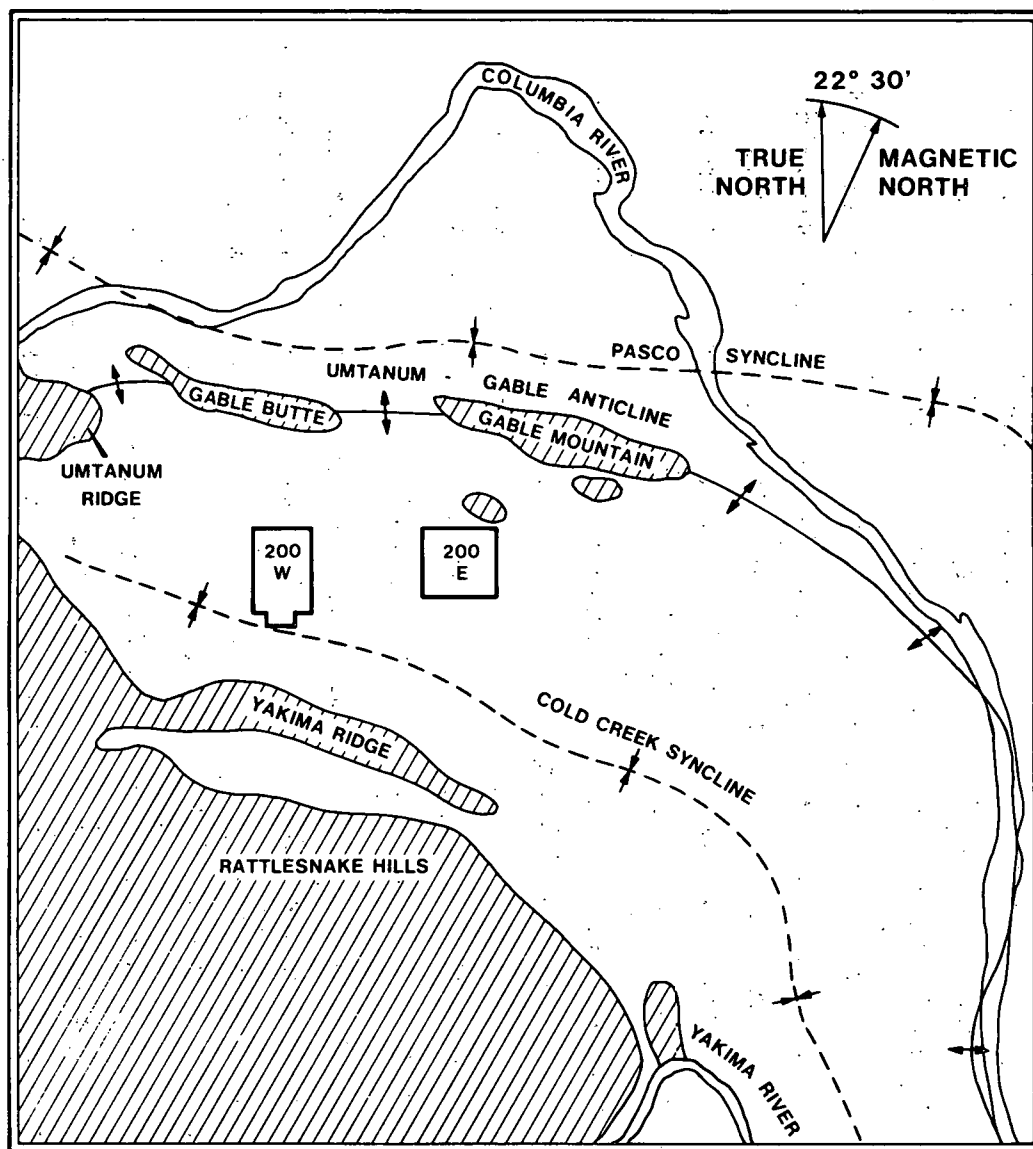 COLUMBIA RIVER
22° 30'
TRUE
NORTH
MAGNETIC
NORTH
PASCO SYNCLINE
UMTANUM
GABLE ANTICLINE
GABLE BUTTE
GABLE MOUNTAIN
UMTANUM
RIDGE
200
W
200
E
COLD CREEK SYNCLINE
YAKIMA RIDGE
RATTLESNAKE HILLS
YAKIMA RIVER